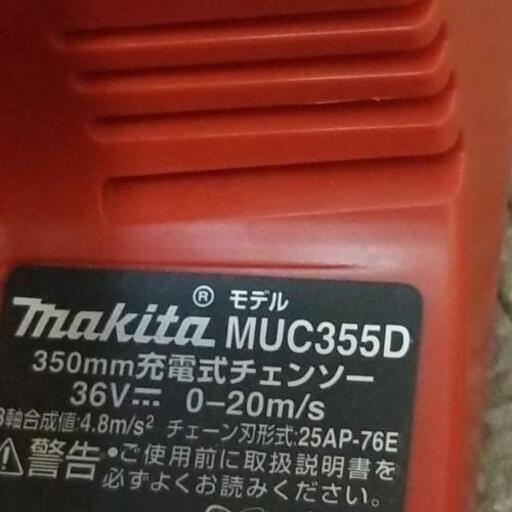 makita® モデル MUC355D
350mm充電式チェンソー
36V⎓ 0-20m/s
3軸合成値:4.8m/s² チェーン刃形式:25AP-76E
⚠警告 •ご使用前に取扱説明書を
必ずよくお読みください。